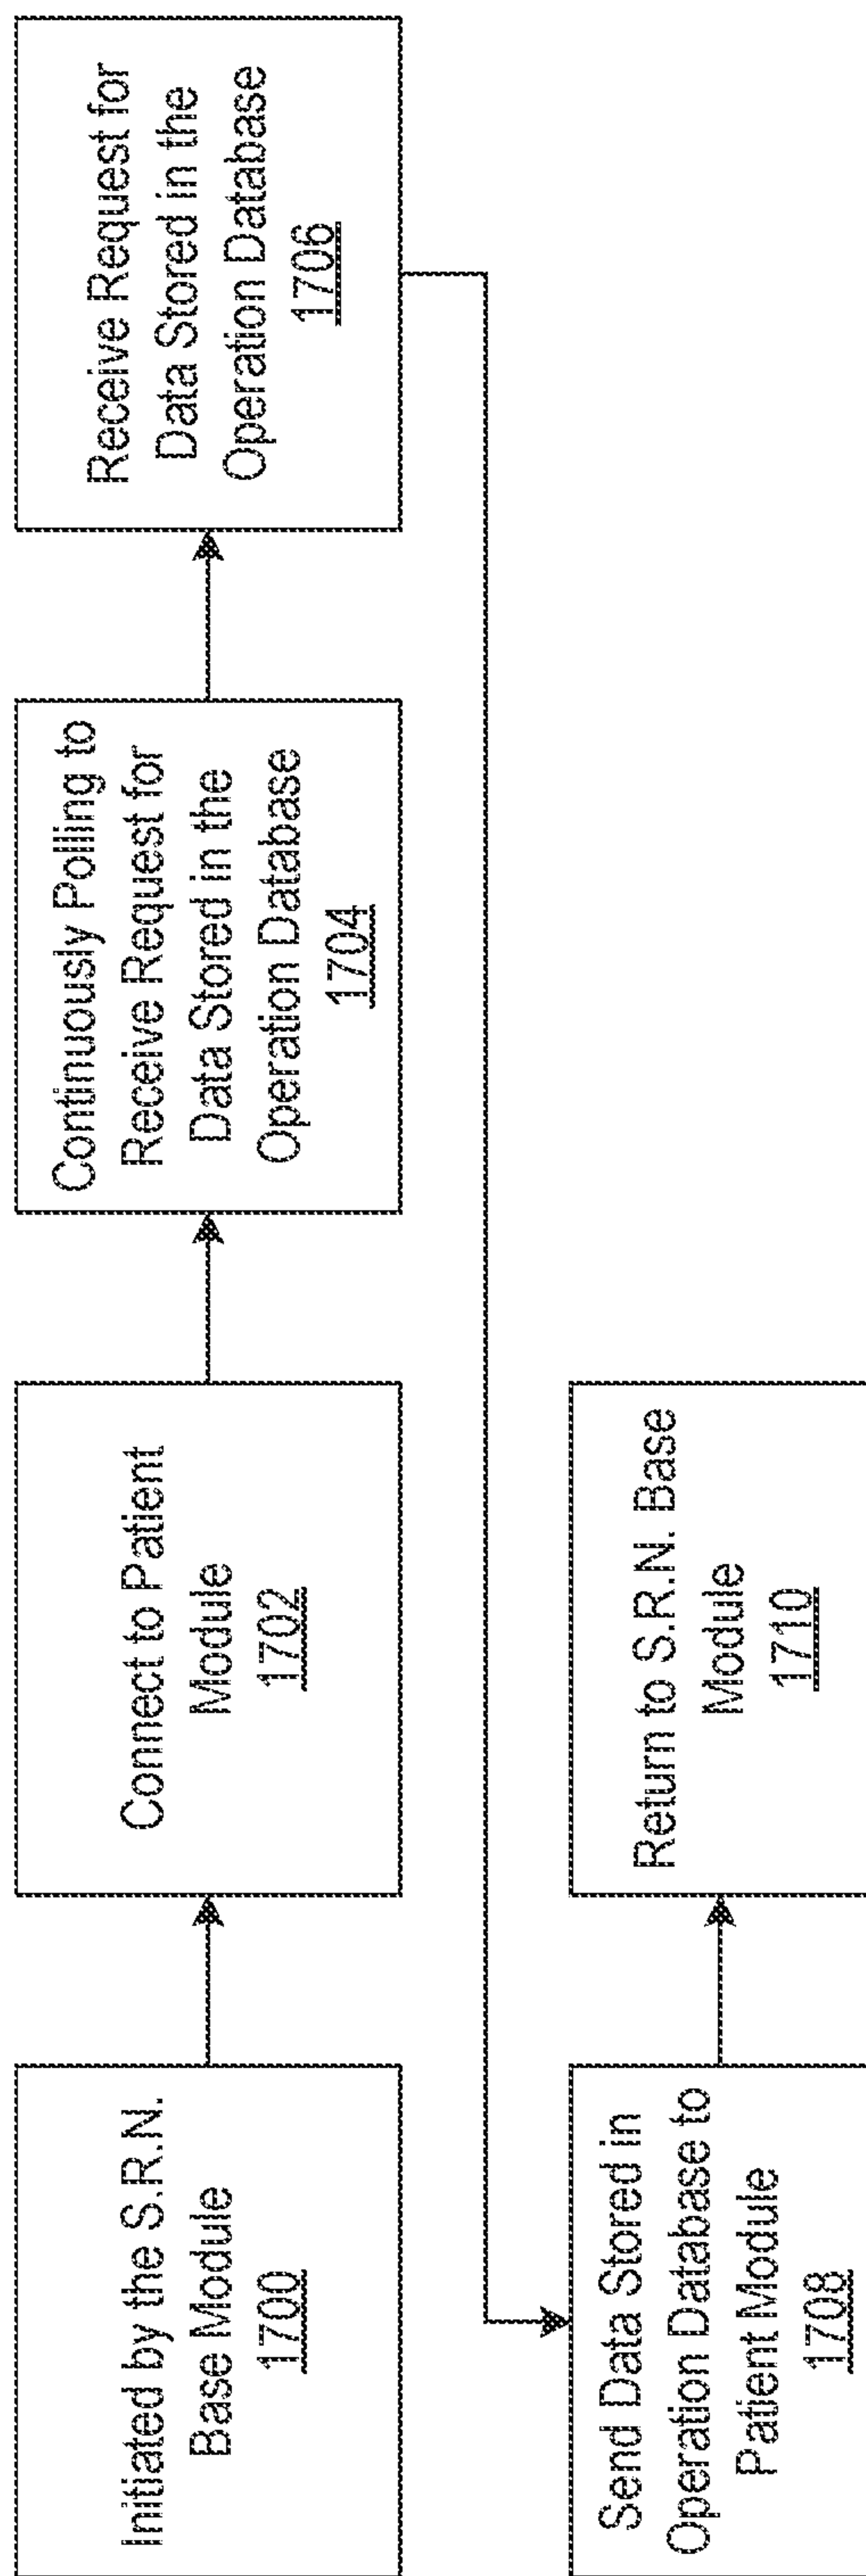 Initiated by the S.R.N.
Base Module
1700
Connect to Patient
Module
1702
Continuously Polling to
Receive Request for
Data Stored in the
Operation Database
1704
Receive Request for
Data Stored in the
Operation Database
1706
Send Data Stored in
Operation Database to
Patient Module
1708
Return to S.R.N. Base
Module
1710